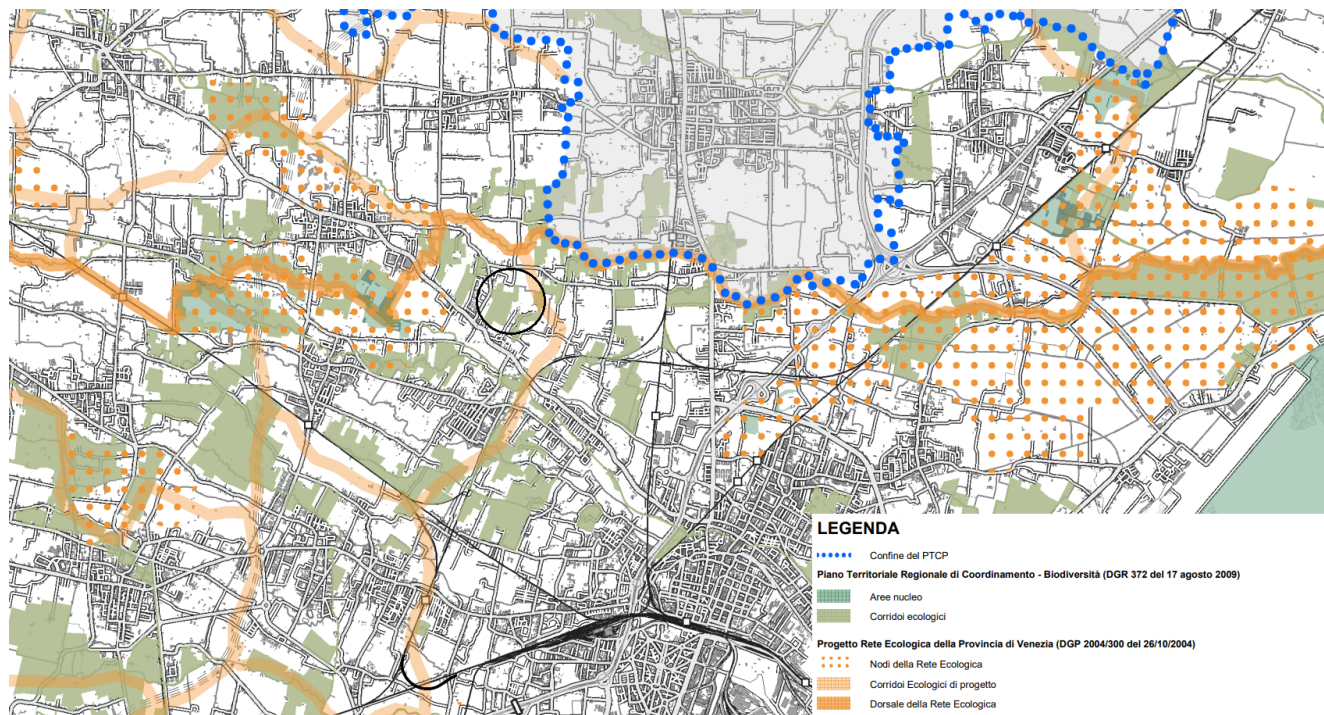 LEGENDA
Confine del PTCP
Piano Territoriale Regionale di Coordinamento - Biodiversità (DGR 372 del 17 agosto 2009)
Aree nucleo
Corridoi ecologici
Progetto Rete Ecologica della Provincia di Venezia (DGP 2004/300 del 26/10/2004)
Nodi della Rete Ecologica
Corridoi Ecologici di progetto
Dorsale della Rete Ecologica